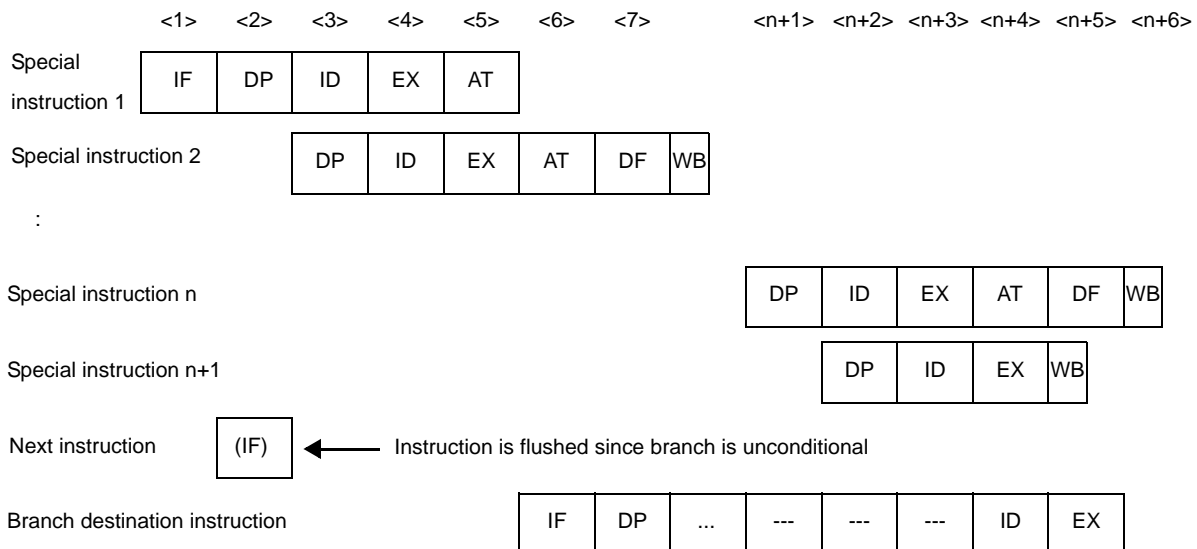 <1> <2> <3> <4> <5> <6> <7> <n+1> <n+2> <n+3> <n+4> <n+5> <n+6>
Special
instruction 1
IF DP ID EX AT
Special instruction 2
DP ID EX AT DF WB
:
Special instruction n
DP ID EX AT DF WB
Special instruction n+1
DP ID EX WB
Next instruction (IF) Instruction is flushed since branch is unconditional
Branch destination instruction IF DP ... --- --- --- ID EX